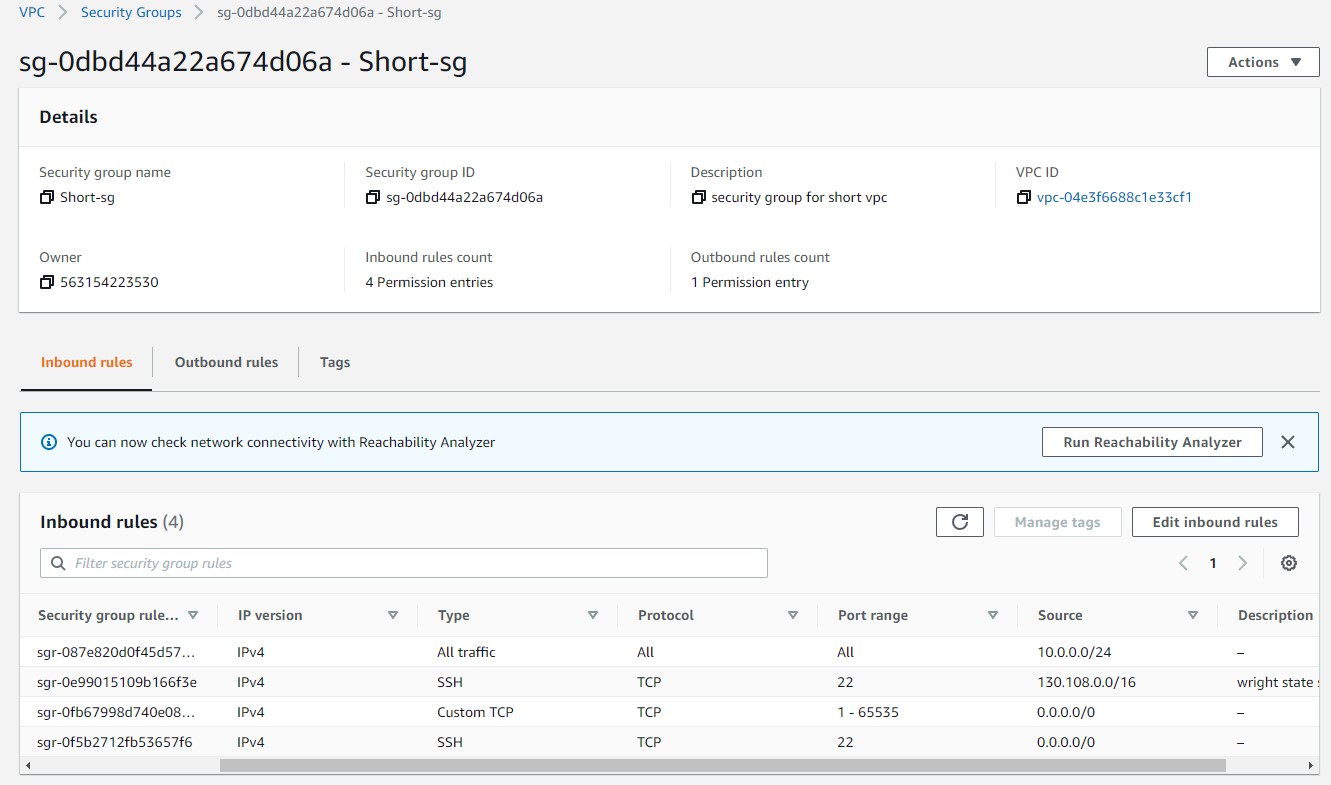 VPC > Security Groups > sg-0dbd44a22a674d06a - Short-sg
sg-0dbd44a22a674d06a - Short-sg
Actions
Details
Security group name Security group ID Description VPC ID
Short-sg sg-0dbd44a22a674d06a security group for short vpc vpc-04e3f6688c1e33cf1
Owner Inbound rules count Outbound rules count
563154223530 4 Permission entries 1 Permission entry
Inbound rules Outbound rules Tags
You can now check network connectivity with Reachability Analyzer Run Reachability Analyzer
Inbound rules (4) Manage tags Edit inbound rules
Filter security group rules 1
Security group rule... IP version Type Protocol Port range Source Description
sgr-087e820d0f45d57... IPv4 All traffic All All 10.0.0.0/24 –
sgr-0e99015109b166f3e IPv4 SSH TCP 22 130.108.0.0/16 wright state
sgr-0fb67998d740e08... IPv4 Custom TCP TCP 1 - 65535 0.0.0.0/0 –
sgr-0f5b2712fb53657f6 IPv4 SSH TCP 22 0.0.0.0/0 –